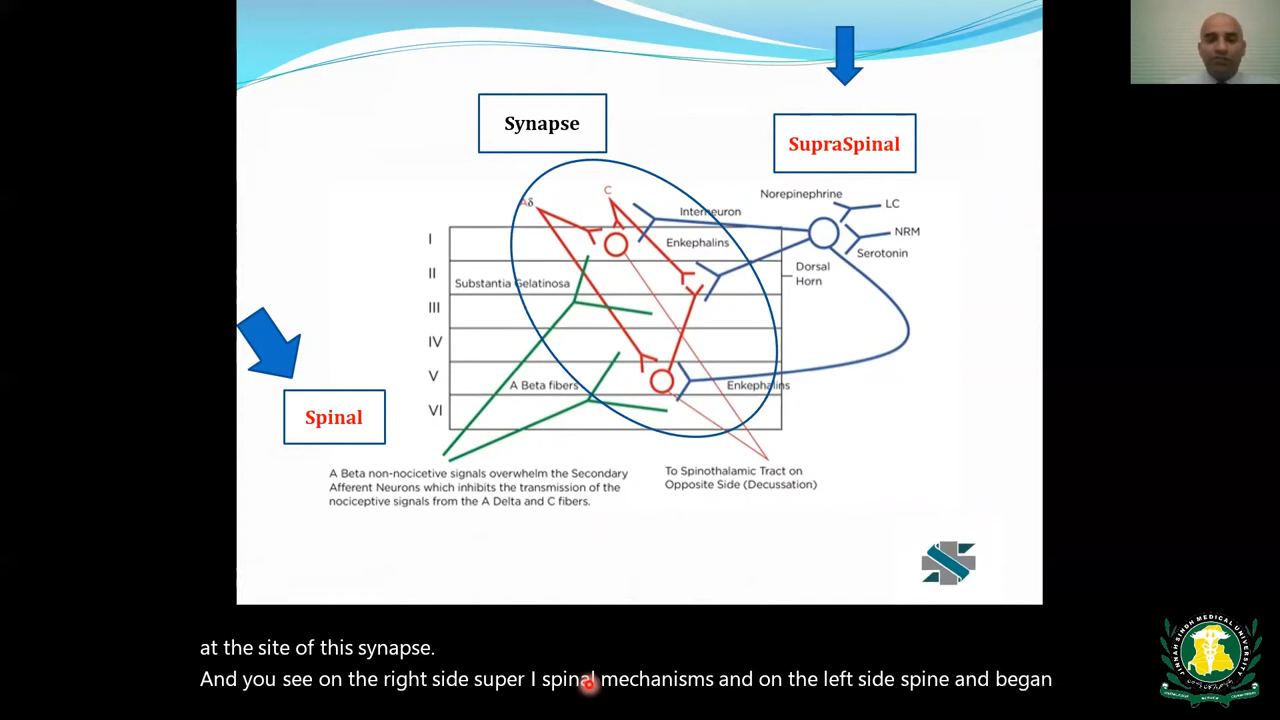 Synapse
SupraSpinal
Aδ
C
Norepinephrine
LC
Interneuron
NRM
I
Enkephalins
Serotonin
II
Substantia Gelatinosa
Dorsal
Horn
III
IV
V
A Beta fibers
Enkephalins
VI
Spinal
A Beta non-nocicetive signals overwhelm the Secondary
Afferent Neurons which inhibits the transmission of the
nociceptive signals from the A Delta and C fibers.
To Spinothalamic Tract on
Opposite Side (Decussation)
at the site of this synapse.
And you see on the right side super I spinal mechanisms and on the left side spine and began